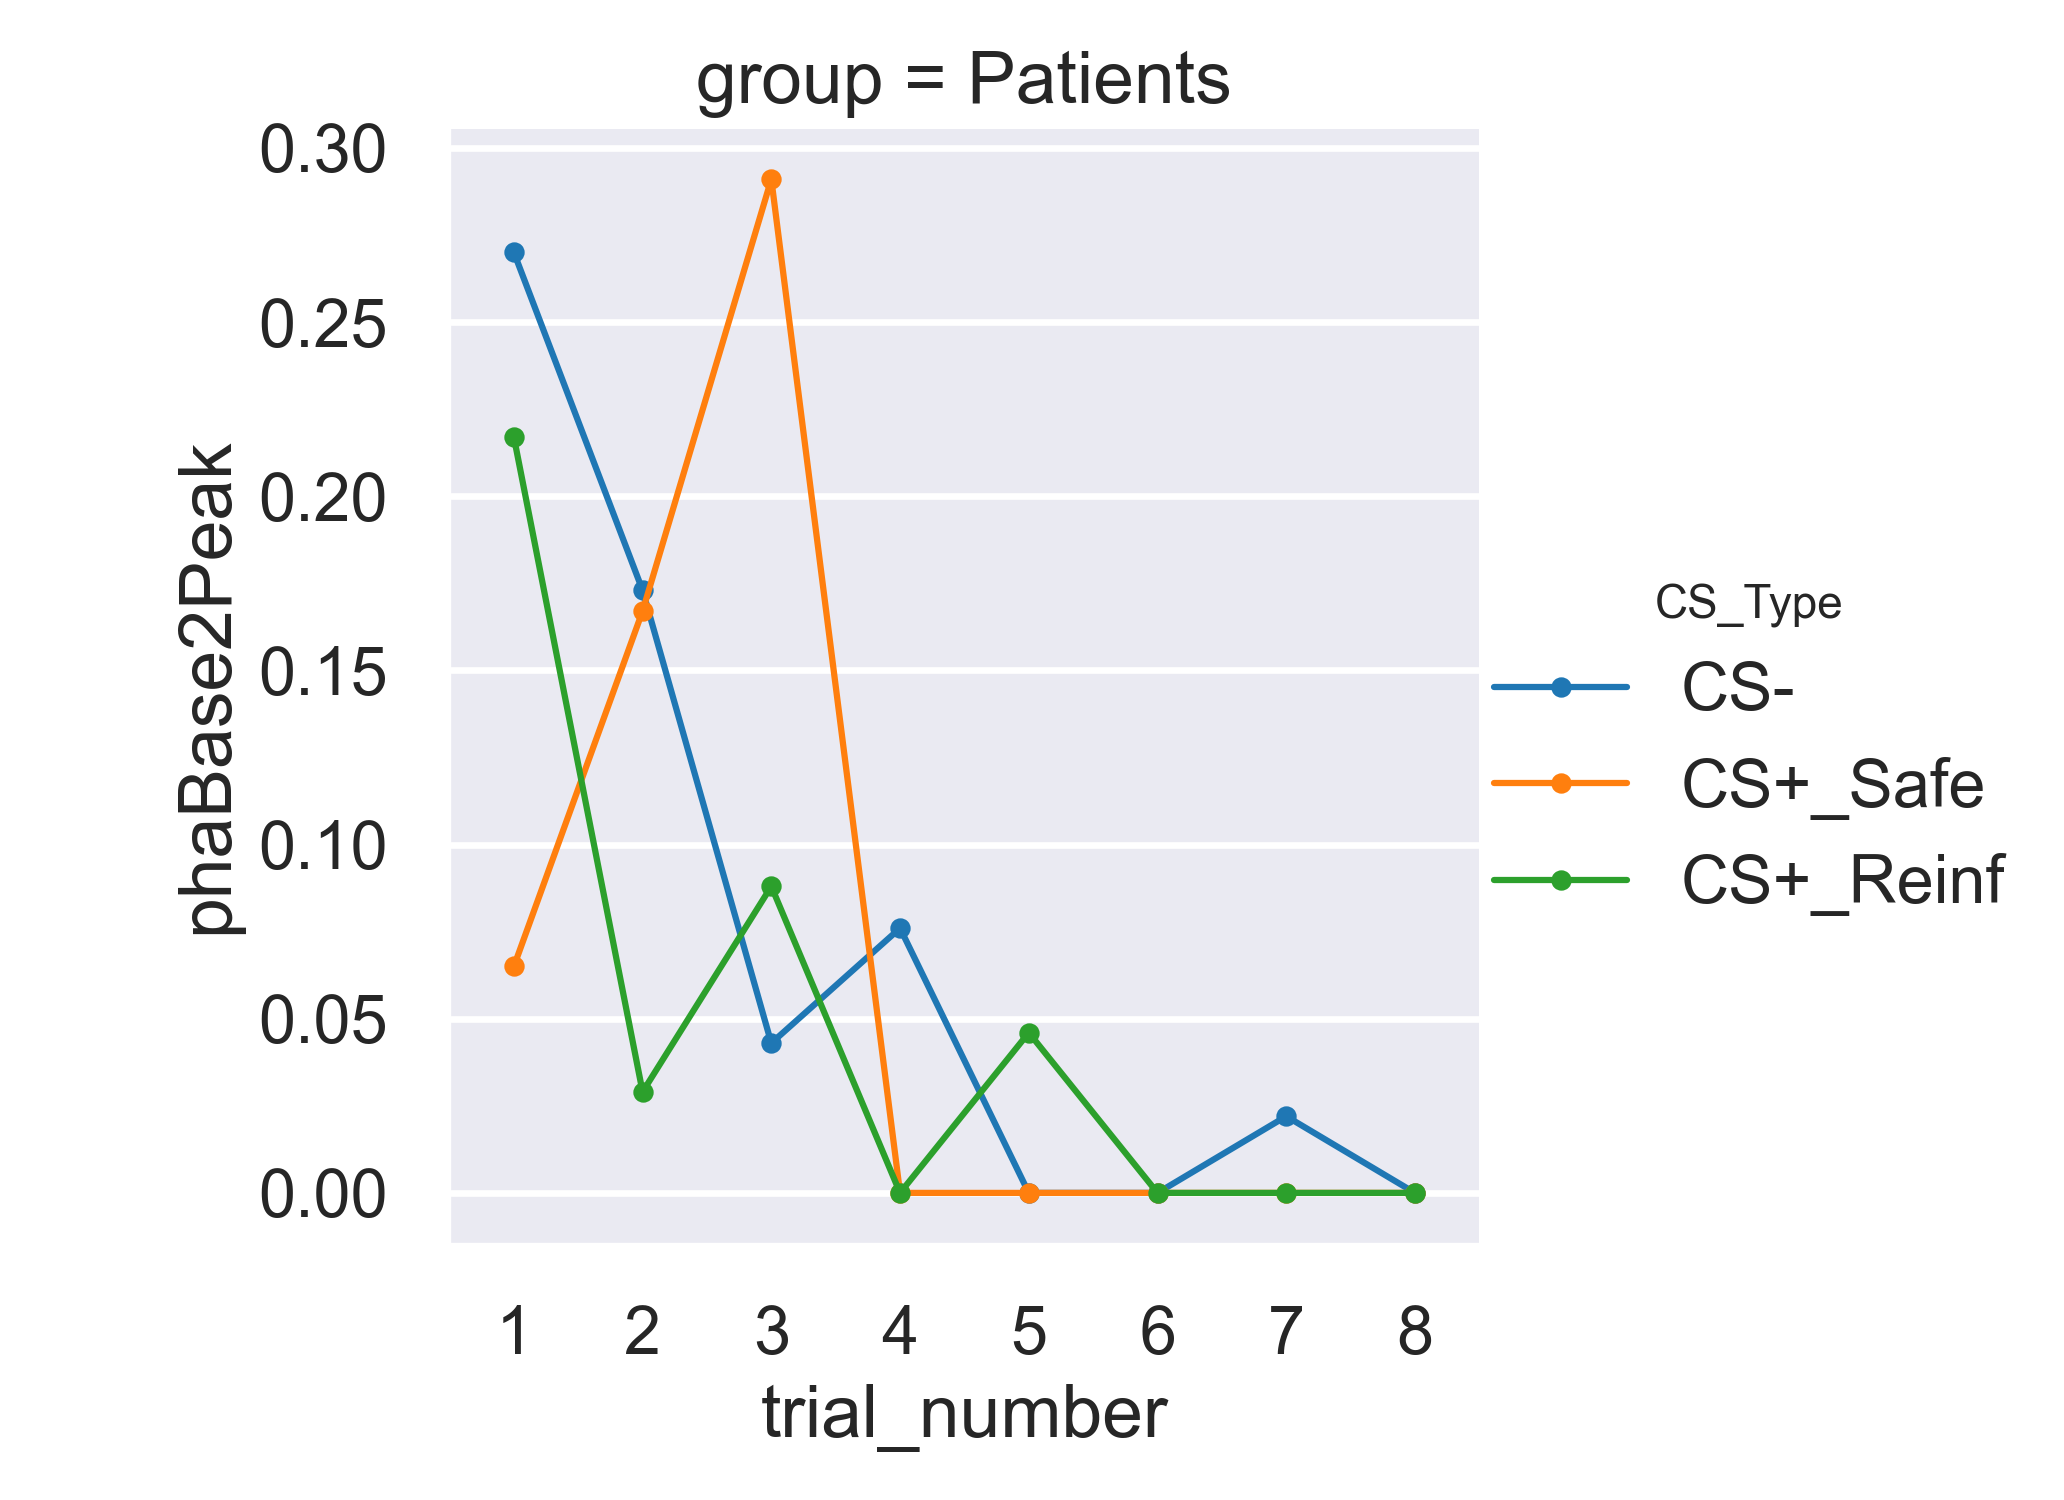 group = Patients
0.30
0.25
0.20
0.15
0.10
0.05
0.00
phaBase2Peak
1 2 3 4 5 6 7 8
trial_number
CS_Type
CS-
CS+_Safe
CS+_Reinf